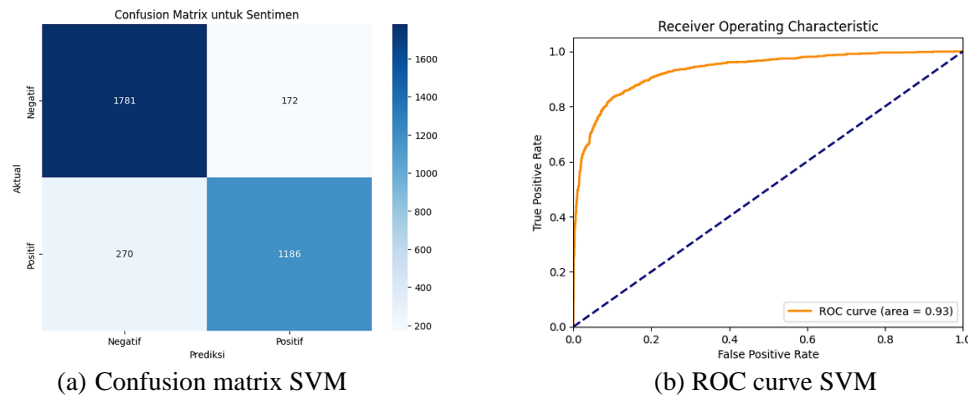 Confusion Matrix untuk Sentimen
Negatif
Positif
Aktual
1781
172
270
1186
Negatif
Positif
Prediksi
1600
1400
1200
1000
800
600
400
200
(a) Confusion matrix SVM
Receiver Operating Characteristic
True Positive Rate
1.0
0.8
0.6
0.4
0.2
0.0
0.0
0.2
0.4
0.6
0.8
1.0
False Positive Rate
ROC curve (area = 0.93)
(b) ROC curve SVM